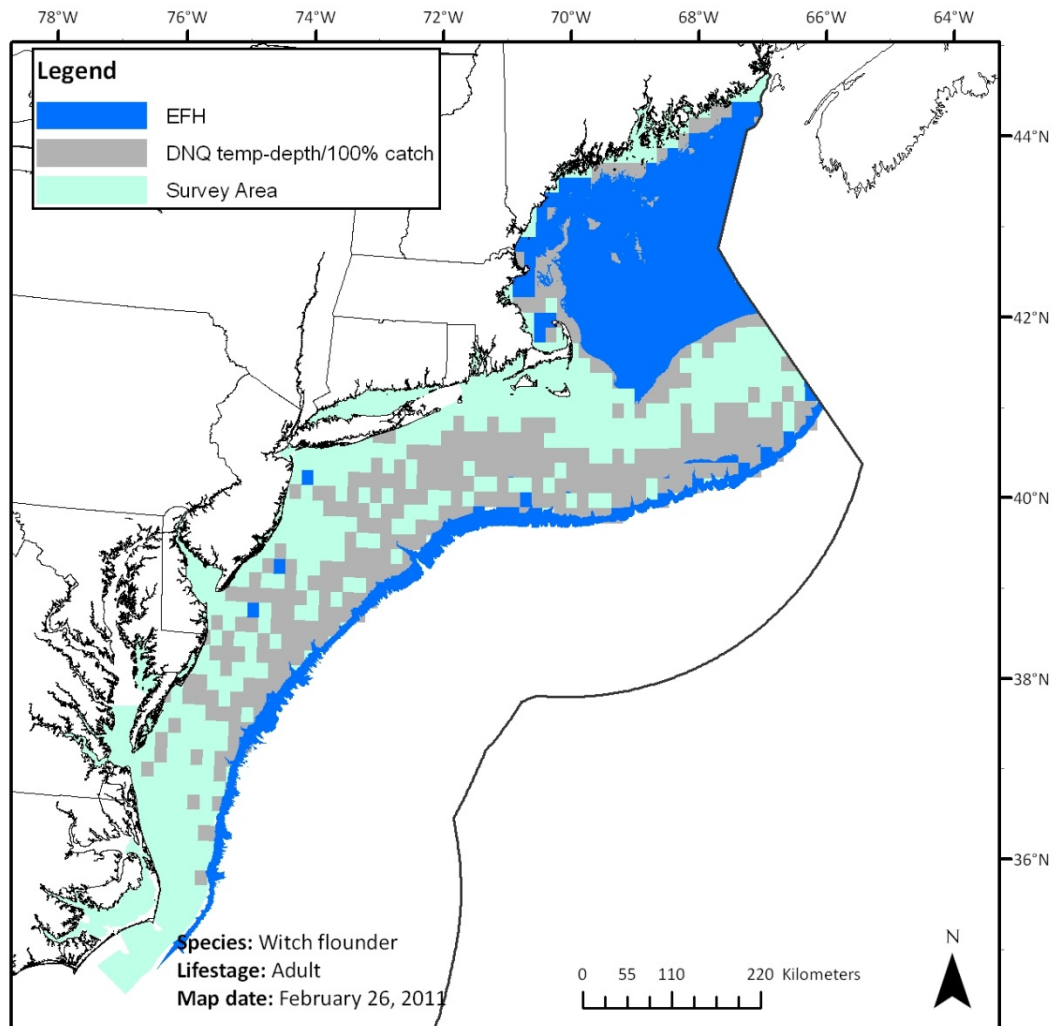 78°W 76°W 74°W 72°W 70°W 68°W 66°W 64°W
Legend
EFH
DNQ temp-depth/100% catch
Survey Area
44°N
42°N
40°N
38°N
36°N
Species: Witch flounder
Lifestage: Adult
Map date: February 26, 2011
0 55 110 220 Kilometers
N